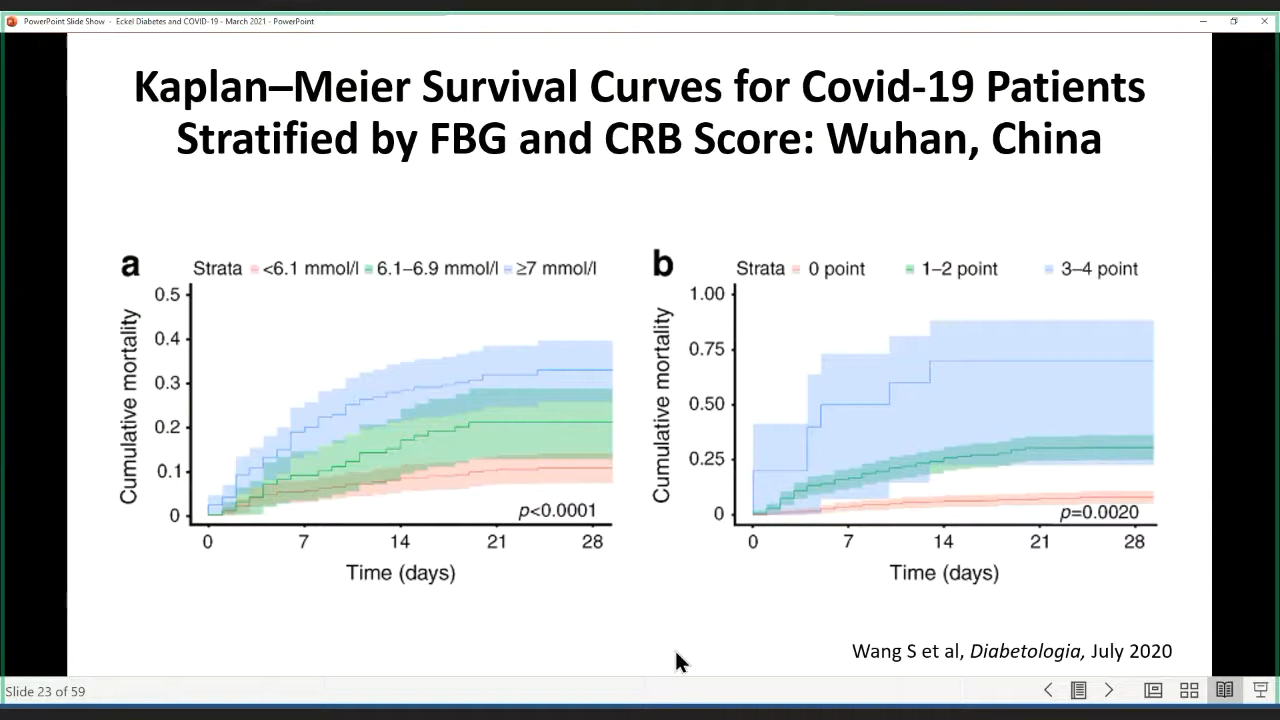 PowerPoint Slide Show - Eckel Diabetes and COVID-19 - March 2021 - PowerPoint
Kaplan–Meier Survival Curves for Covid-19 Patients
Stratified by FBG and CRB Score: Wuhan, China
a
Strata <6.1 mmol/l 6.1–6.9 mmol/l ≥7 mmol/l
Cumulative mortality
0.5
0.4
0.3
0.2
0.1
0
p<0.0001
0 7 14 21 28
Time (days)
b
Strata 0 point 1–2 point 3–4 point
Cumulative mortality
1.00
0.75
0.50
0.25
0
p=0.0020
0 7 14 21 28
Time (days)
Wang S et al, Diabetologia, July 2020
Slide 23 of 59